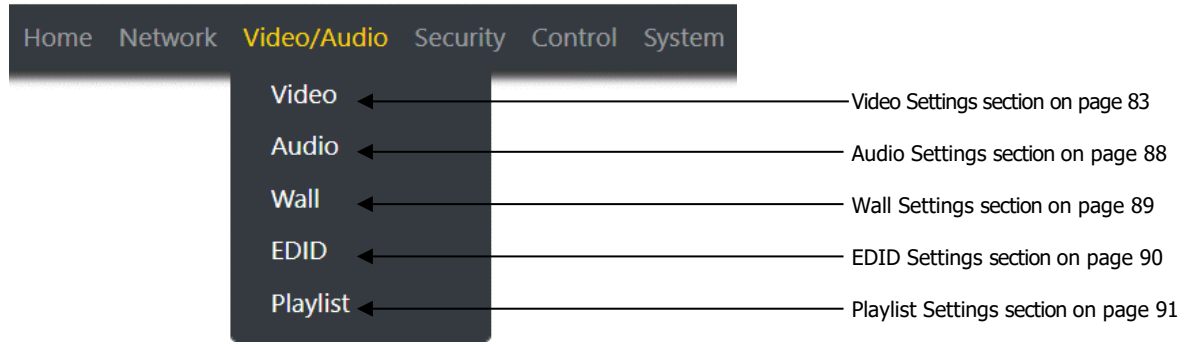 Home Network Video/Audio Security Control System
Video Video Settings section on page 83
Audio Audio Settings section on page 88
Wall Wall Settings section on page 89
EDID EDID Settings section on page 90
Playlist Playlist Settings section on page 91